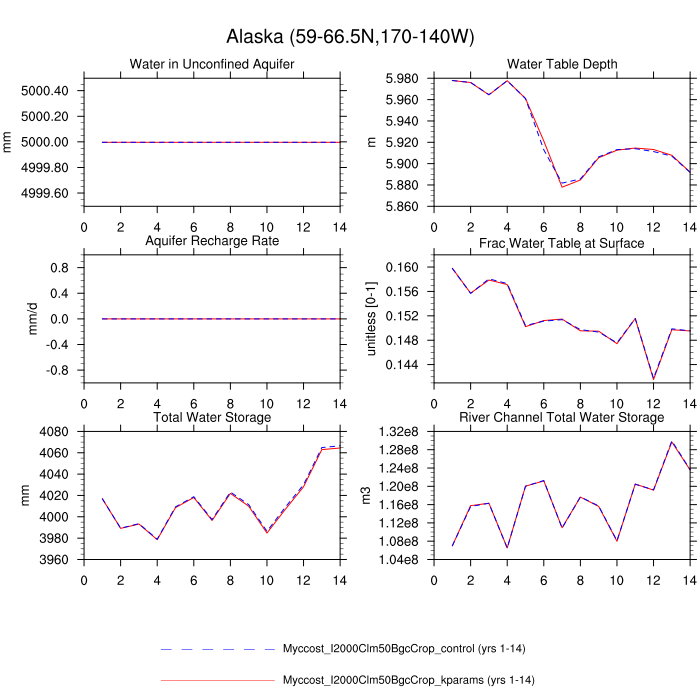 Alaska (59-66.5N,170-140W)
Water in Unconfined Aquifer
Water Table Depth
5000.40
5000.20
5000.00
4999.80
4999.60
mm
0 2 4 6 8 10 12 14
5.980
5.960
5.940
5.920
5.900
5.880
5.860
m
0 2 4 6 8 10 12 14
Aquifer Recharge Rate
Frac Water Table at Surface
0.8
0.4
0.0
-0.4
-0.8
mm/d
0 2 4 6 8 10 12 14
0.160
0.156
0.152
0.148
0.144
unitless [0-1]
0 2 4 6 8 10 12 14
Total Water Storage
River Channel Total Water Storage
4080
4060
4040
4020
4000
3980
3960
mm
0 2 4 6 8 10 12 14
1.32e8
1.28e8
1.24e8
1.20e8
1.16e8
1.12e8
1.08e8
1.04e8
m3
0 2 4 6 8 10 12 14
Myccost_I2000Clm50BgcCrop_control (yrs 1-14)
Myccost_I2000Clm50BgcCrop_kparams (yrs 1-14)